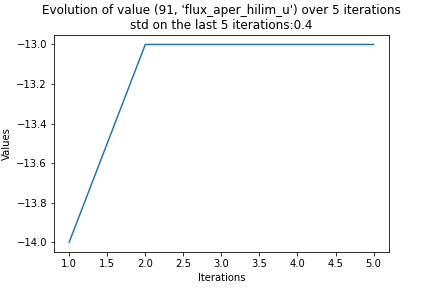 Evolution of value (91, 'flux_aper_hilim_u') over 5 iterations
std on the last 5 iterations:0.4
Values
−13.0
−13.2
−13.4
−13.6
−13.8
−14.0
1.0 1.5 2.0 2.5 3.0 3.5 4.0 4.5 5.0
Iterations